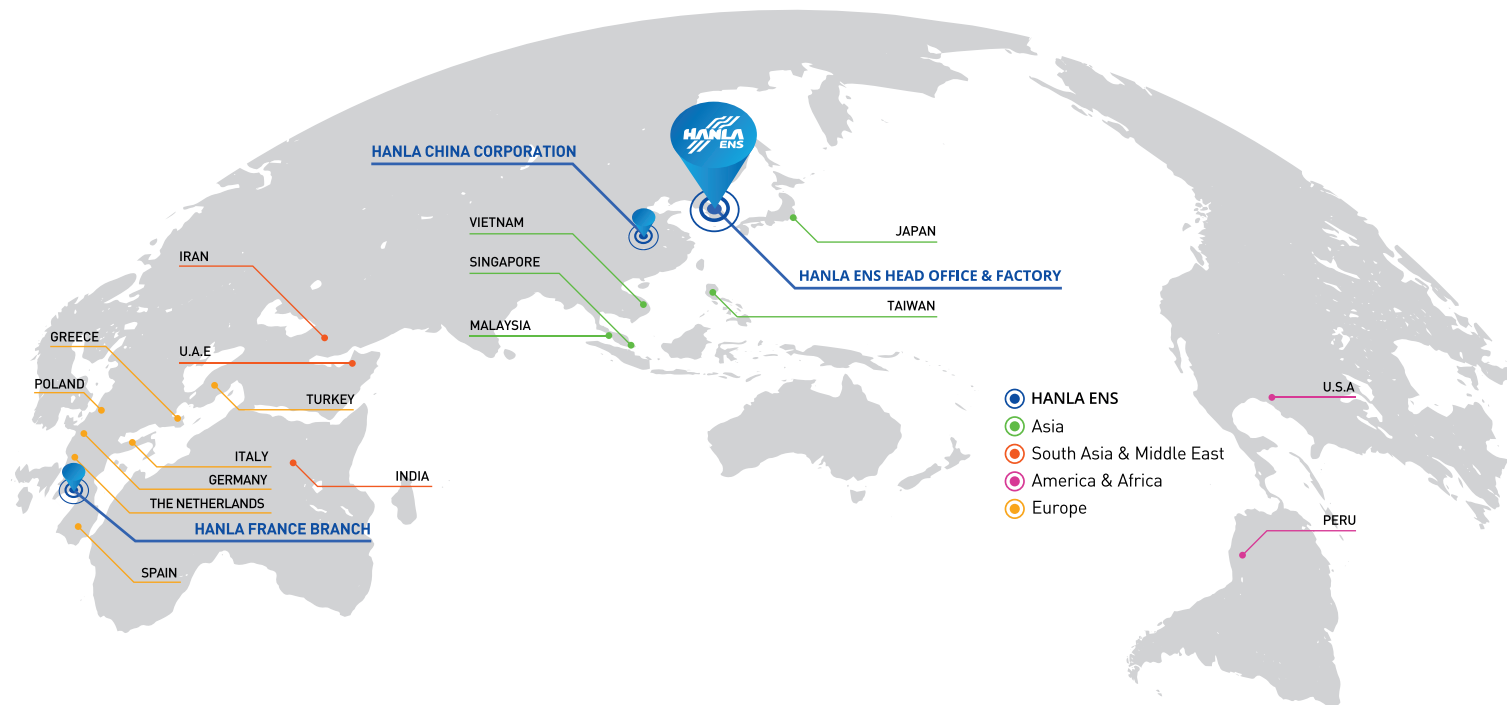 HANLA
ENS
HANLA CHINA CORPORATION
VIETNAM
JAPAN
IRAN
SINGAPORE
HANLA ENS HEAD OFFICE & FACTORY
TAIWAN
MALAYSIA
GREECE
U.A.E
POLAND
TURKEY
U.S.A
HANLA ENS
Asia
South Asia & Middle East
America & Africa
Europe
ITALY
GERMANY
INDIA
THE NETHERLANDS
HANLA FRANCE BRANCH
PERU
SPAIN